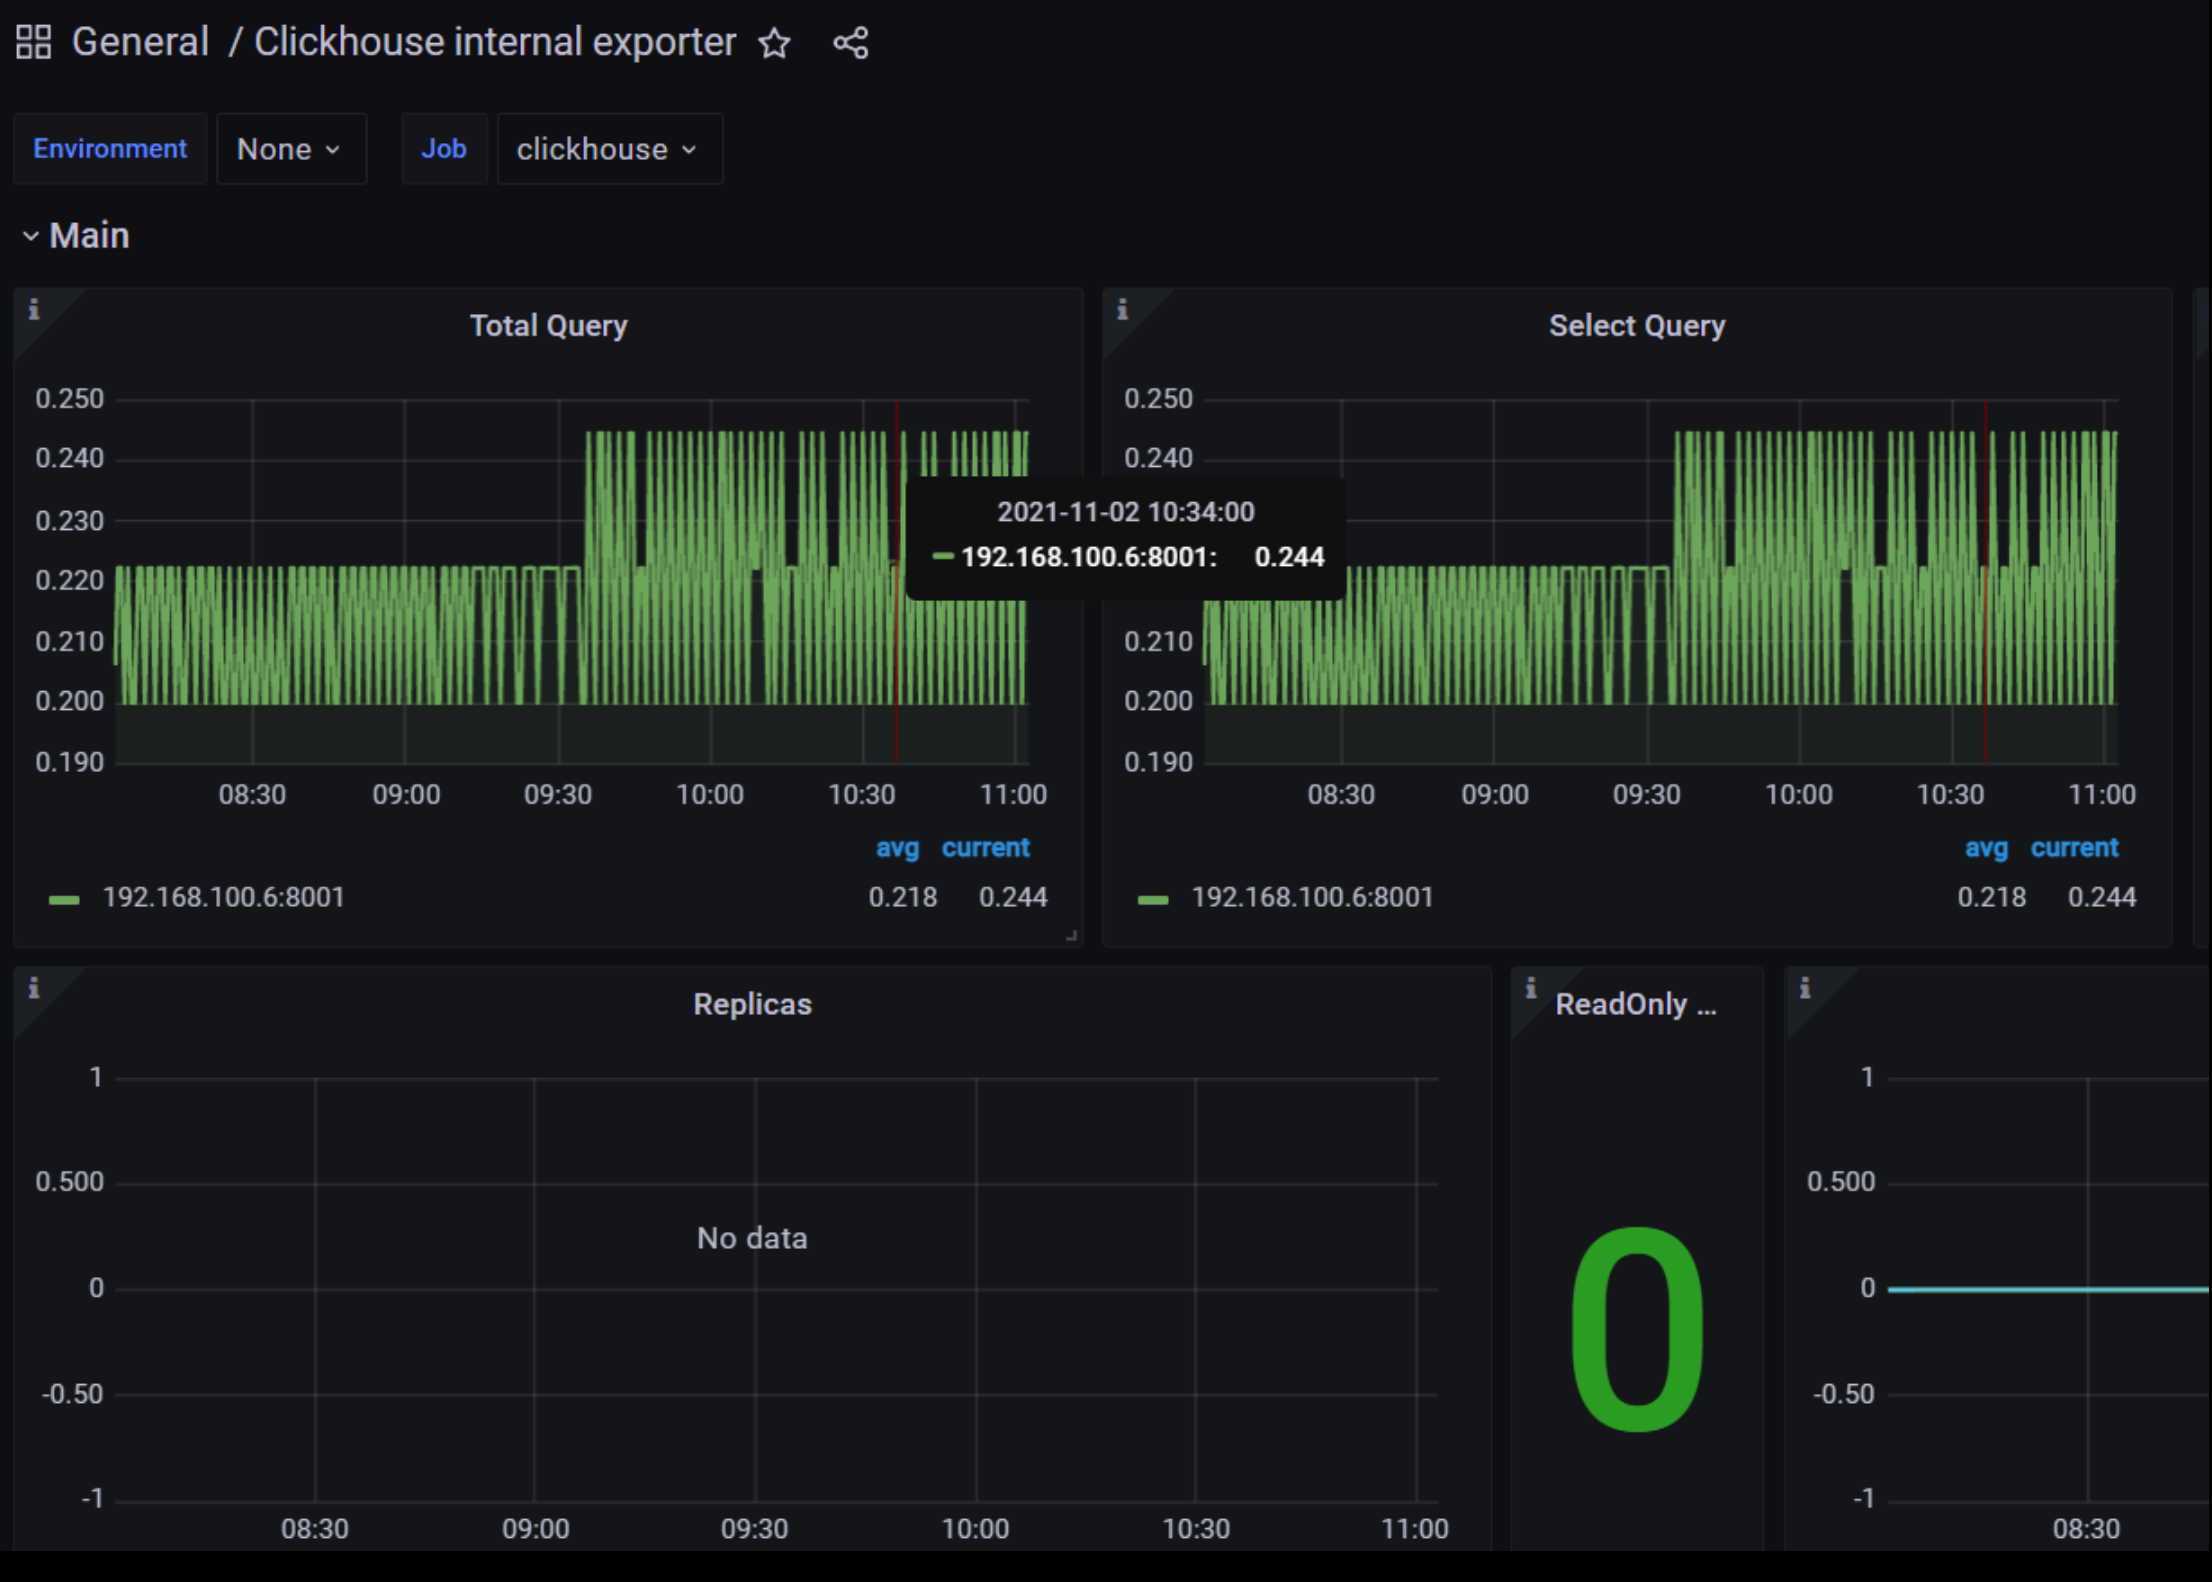 General / Clickhouse internal exporter
Environment None Job clickhouse
Main
Total Query
0.250
0.240
0.230
0.220
0.210
0.200
0.190
08:30 09:00 09:30 10:00 10:30 11:00
avg current
192.168.100.6:8001 0.218 0.244
2021-11-02 10:34:00
192.168.100.6:8001: 0.244
Select Query
0.250
0.240
0.210
0.200
0.190
08:30 09:00 09:30 10:00 10:30 11:00
avg current
192.168.100.6:8001 0.218 0.244
Replicas
1
0.500
0
-0.50
-1
No data
08:30 09:00 09:30 10:00 10:30 11:00
ReadOnly ...
0
1
0.500
0
-0.50
-1
08:30